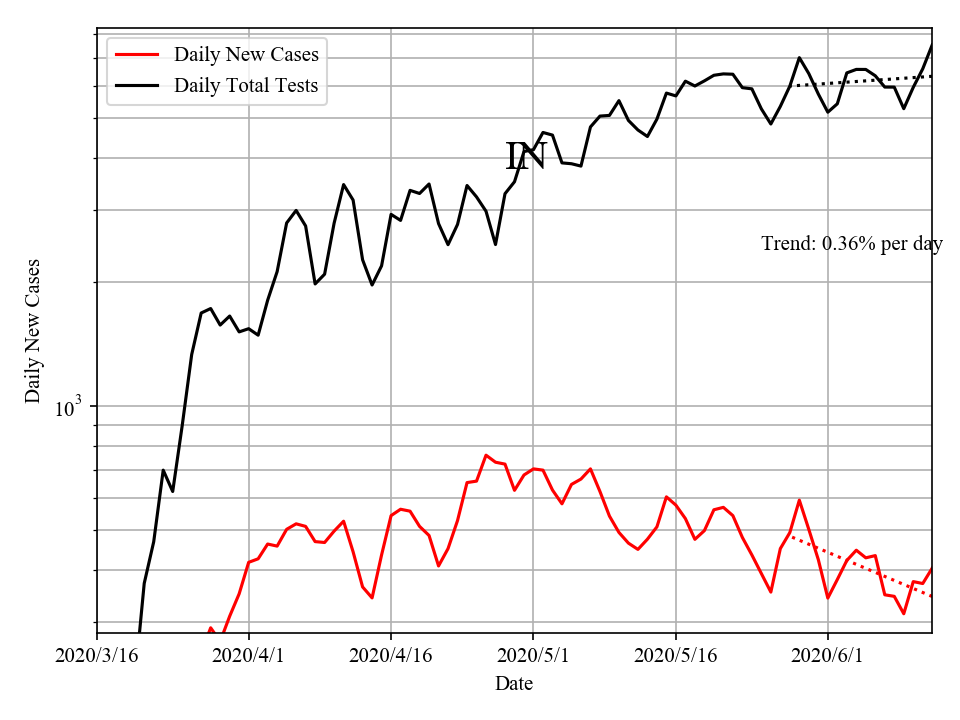 Daily New Cases
Daily Total Tests
IN
Trend: 0.36% per day
Daily New Cases
10³
2020/3/16 2020/4/1 2020/4/16 2020/5/1 2020/5/16 2020/6/1
Date